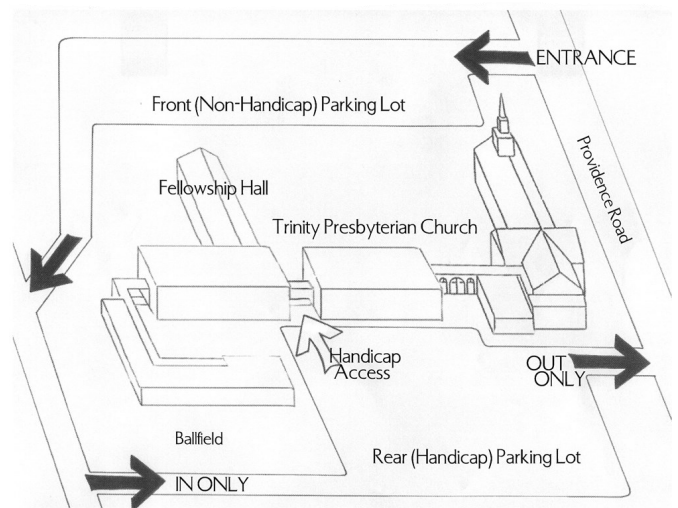 ENTRANCE
Front (Non-Handicap) Parking Lot
Providence Road
Fellowship Hall
Trinity Presbyterian Church
Handicap
Access
OUT
ONLY
Ballfield
Rear (Handicap) Parking Lot
IN ONLY